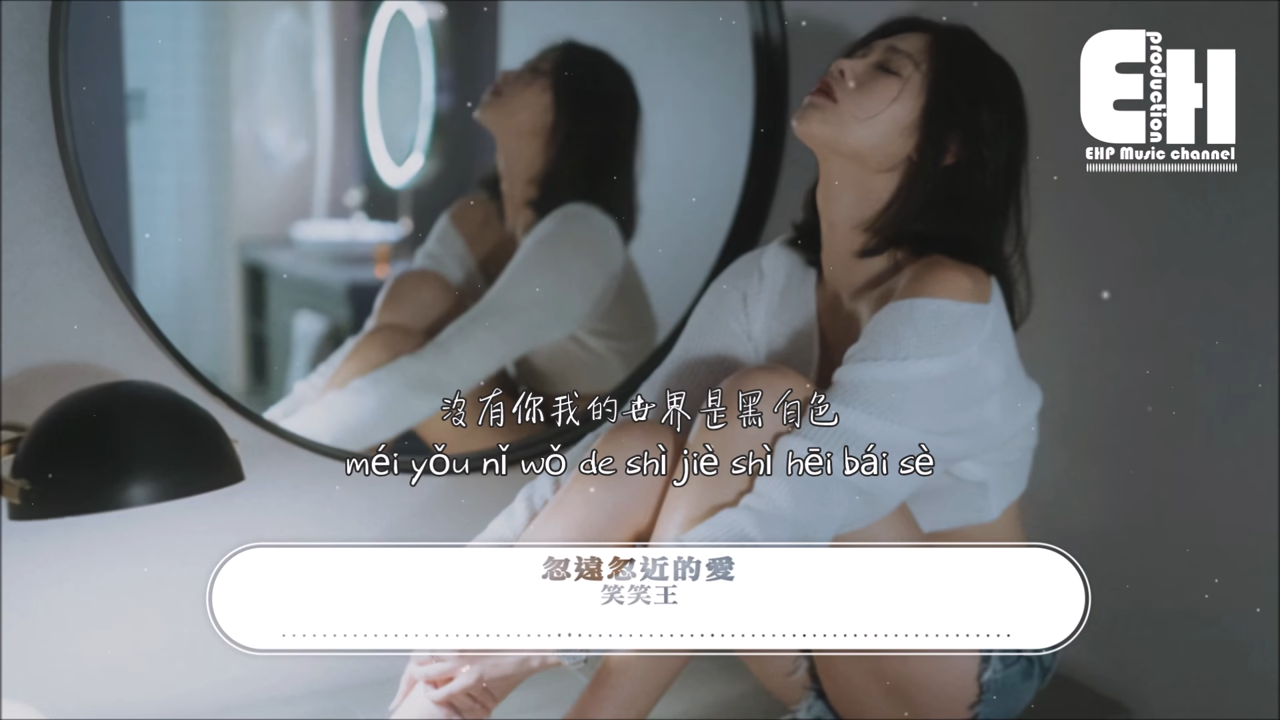 EH
production
EHP Music channel
沒有你我的世界是黑白色
méi yǒu nǐ wǒ de shì jiè shì hēi bái sè
忽遠忽近的愛
笑笑王